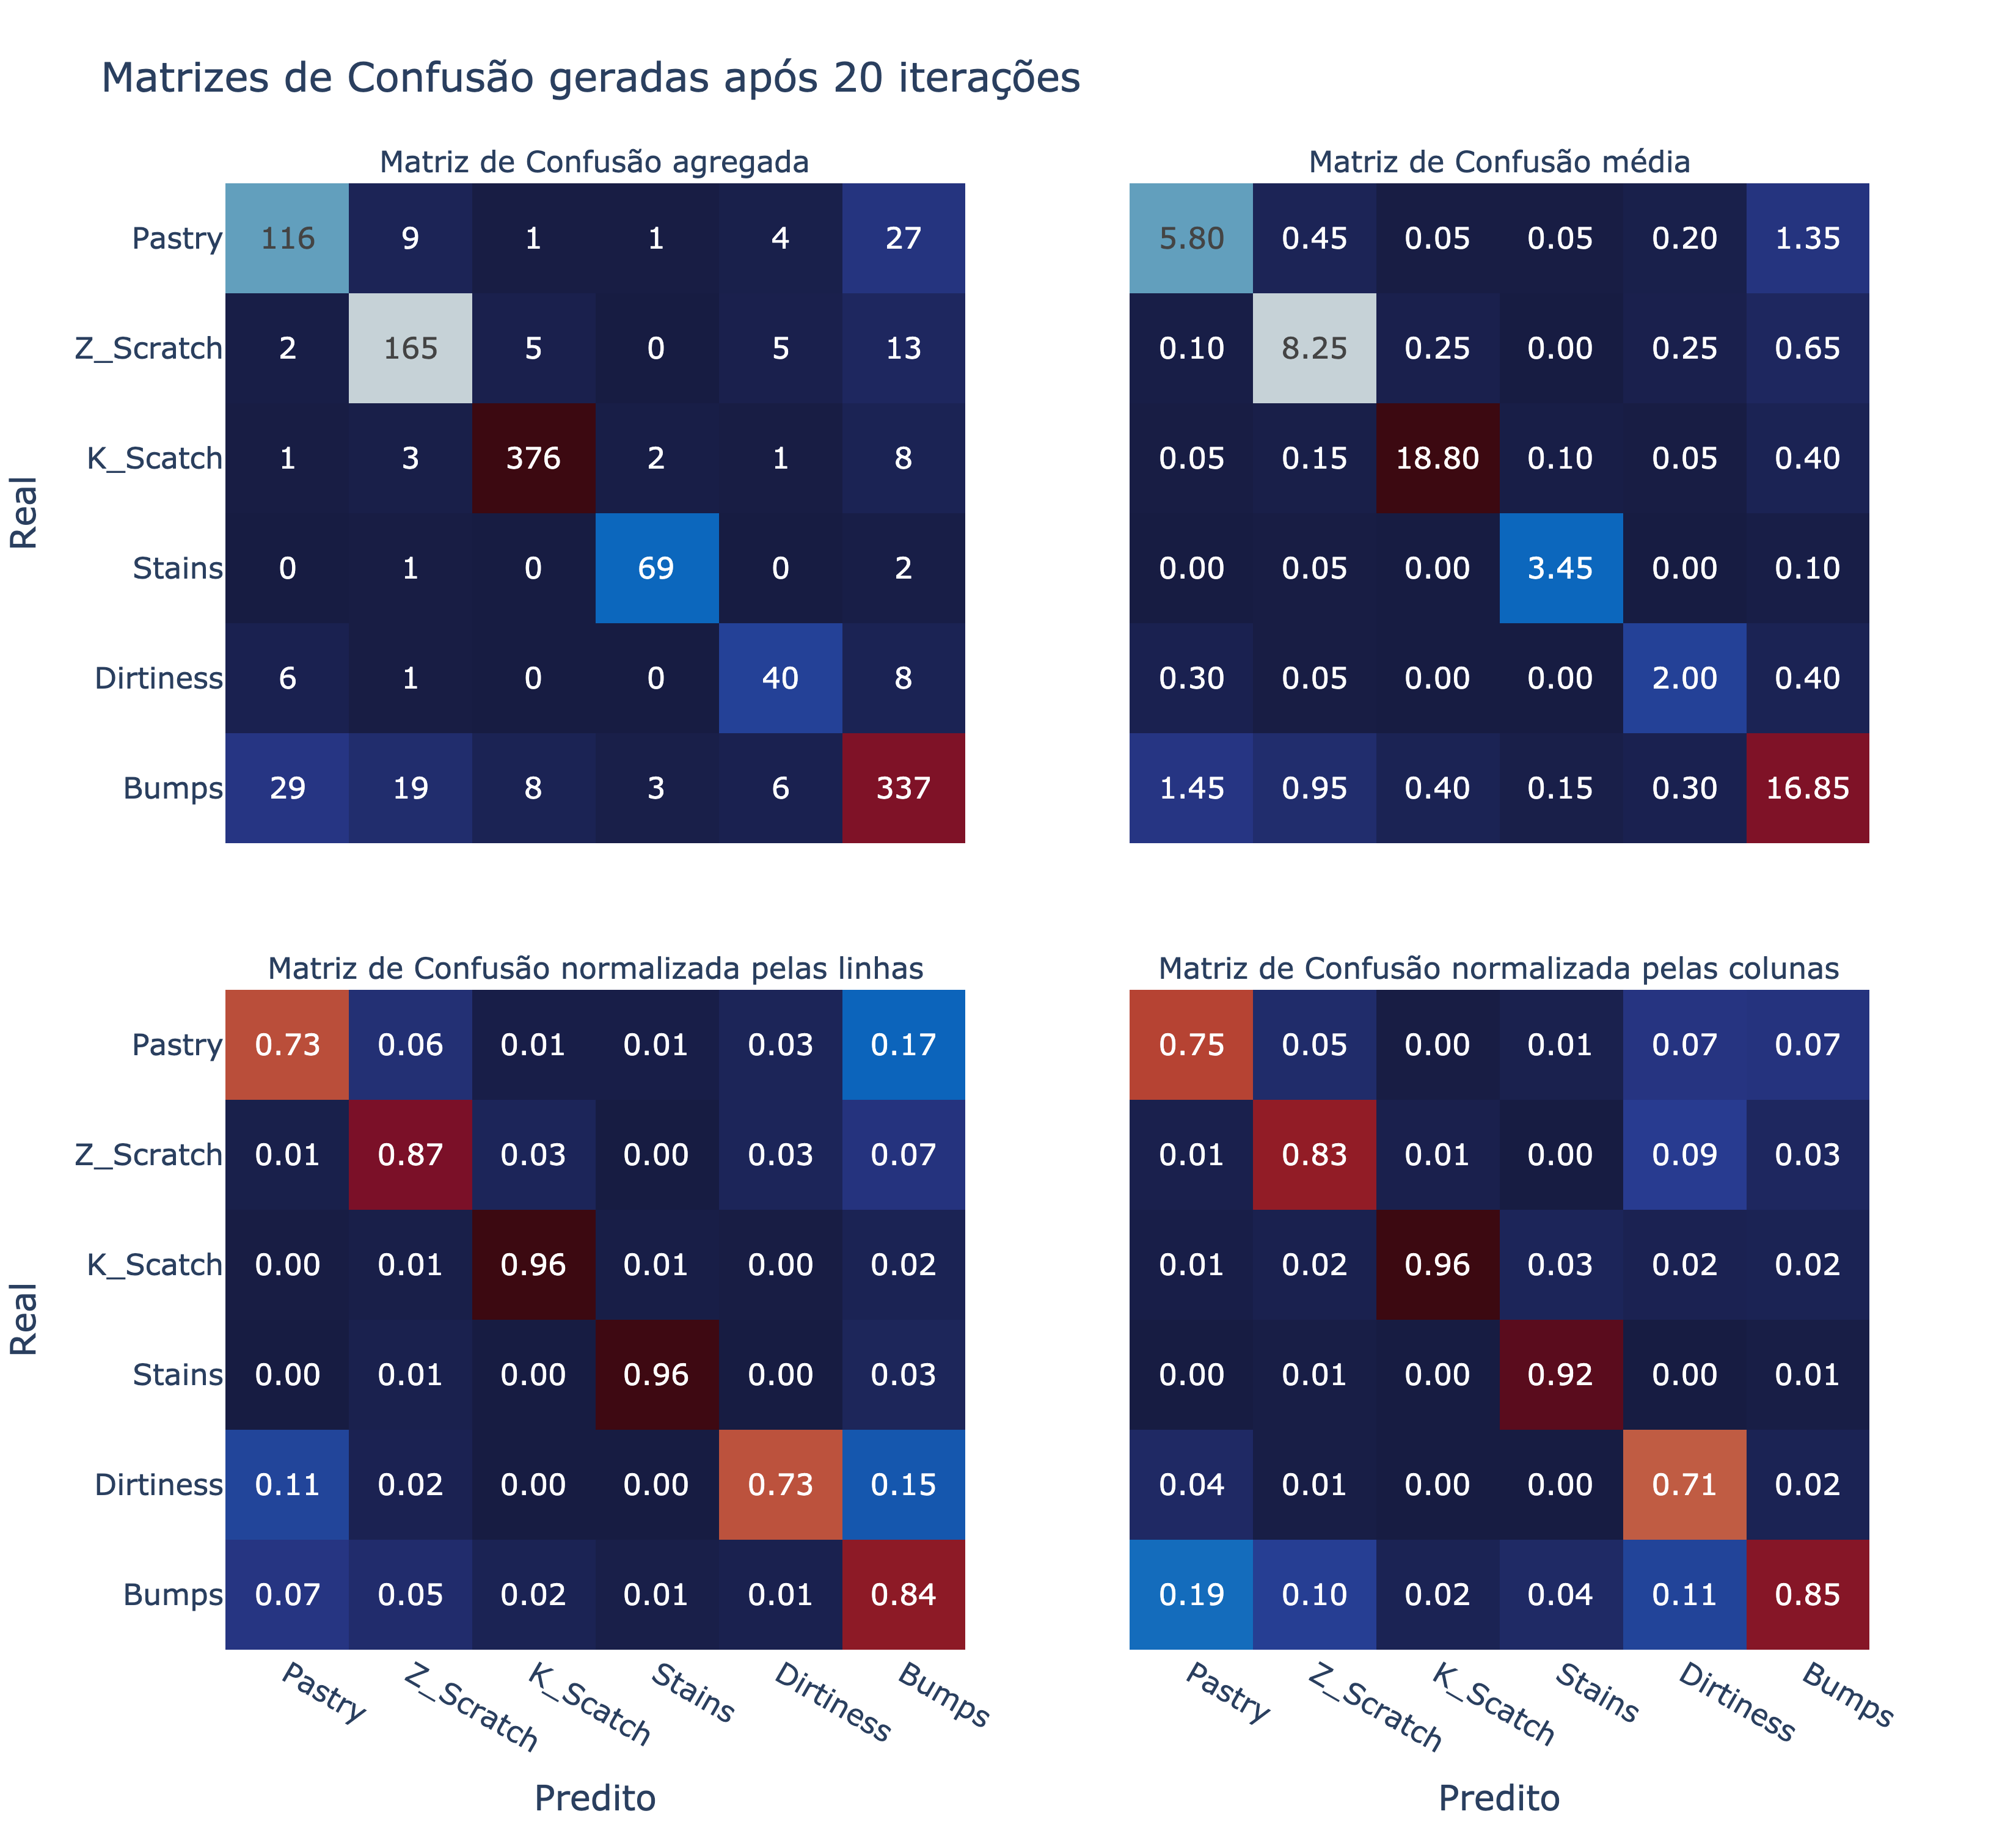 Matrizes de Confusão geradas após 20 iterações
Matriz de Confusão agregada
Real
Pastry 116 9 1 1 4 27
Z_Scratch 2 165 5 0 5 13
K_Scatch 1 3 376 2 1 8
Stains 0 1 0 69 0 2
Dirtiness 6 1 0 0 40 8
Bumps 29 19 8 3 6 337
Matriz de Confusão média
5.80 0.45 0.05 0.05 0.20 1.35
0.10 8.25 0.25 0.00 0.25 0.65
0.05 0.15 18.80 0.10 0.05 0.40
0.00 0.05 0.00 3.45 0.00 0.10
0.30 0.05 0.00 0.00 2.00 0.40
1.45 0.95 0.40 0.15 0.30 16.85
Matriz de Confusão normalizada pelas linhas
Real
Pastry 0.73 0.06 0.01 0.01 0.03 0.17
Z_Scratch 0.01 0.87 0.03 0.00 0.03 0.07
K_Scatch 0.00 0.01 0.96 0.01 0.00 0.02
Stains 0.00 0.01 0.00 0.96 0.00 0.03
Dirtiness 0.11 0.02 0.00 0.00 0.73 0.15
Bumps 0.07 0.05 0.02 0.01 0.01 0.84
Pastry Z_Scratch K_Scatch Stains Dirtiness Bumps
Predito
Matriz de Confusão normalizada pelas colunas
0.75 0.05 0.00 0.01 0.07 0.07
0.01 0.83 0.01 0.00 0.09 0.03
0.01 0.02 0.96 0.03 0.02 0.02
0.00 0.01 0.00 0.92 0.00 0.01
0.04 0.01 0.00 0.00 0.71 0.02
0.19 0.10 0.02 0.04 0.11 0.85
Pastry Z_Scratch K_Scatch Stains Dirtiness Bumps
Predito